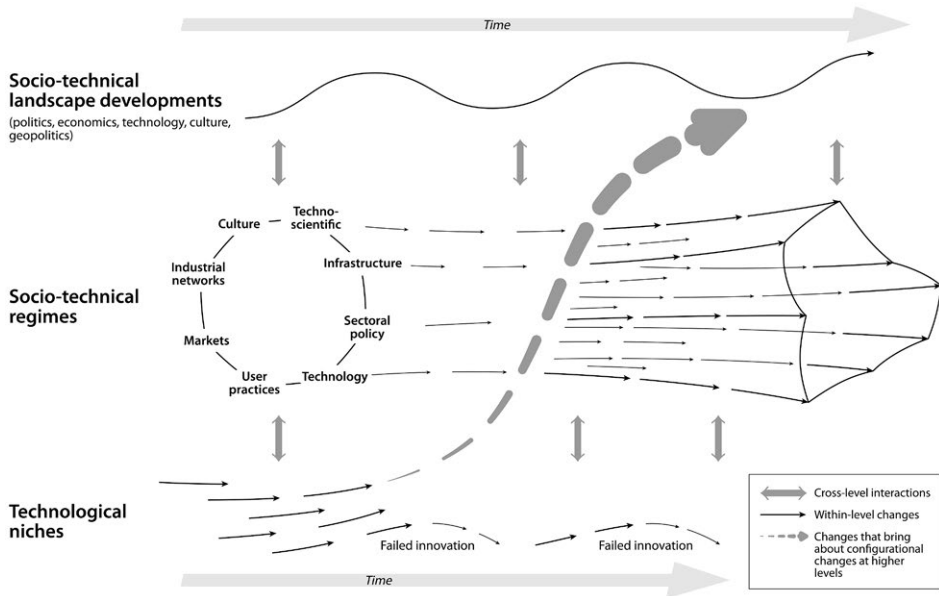 Time
Socio-technical
landscape developments
(politics, economics, technology, culture,
geopolitics)
Techno-
scientific
Culture
Infrastructure
Industrial
networks
Socio-technical
regimes
Sectoral
policy
Markets
User
practices
Technology
Technological
niches
Failed innovation
Failed innovation
Cross-level interactions
Within-level changes
Changes that bring
about configurational
changes at higher
levels
Time